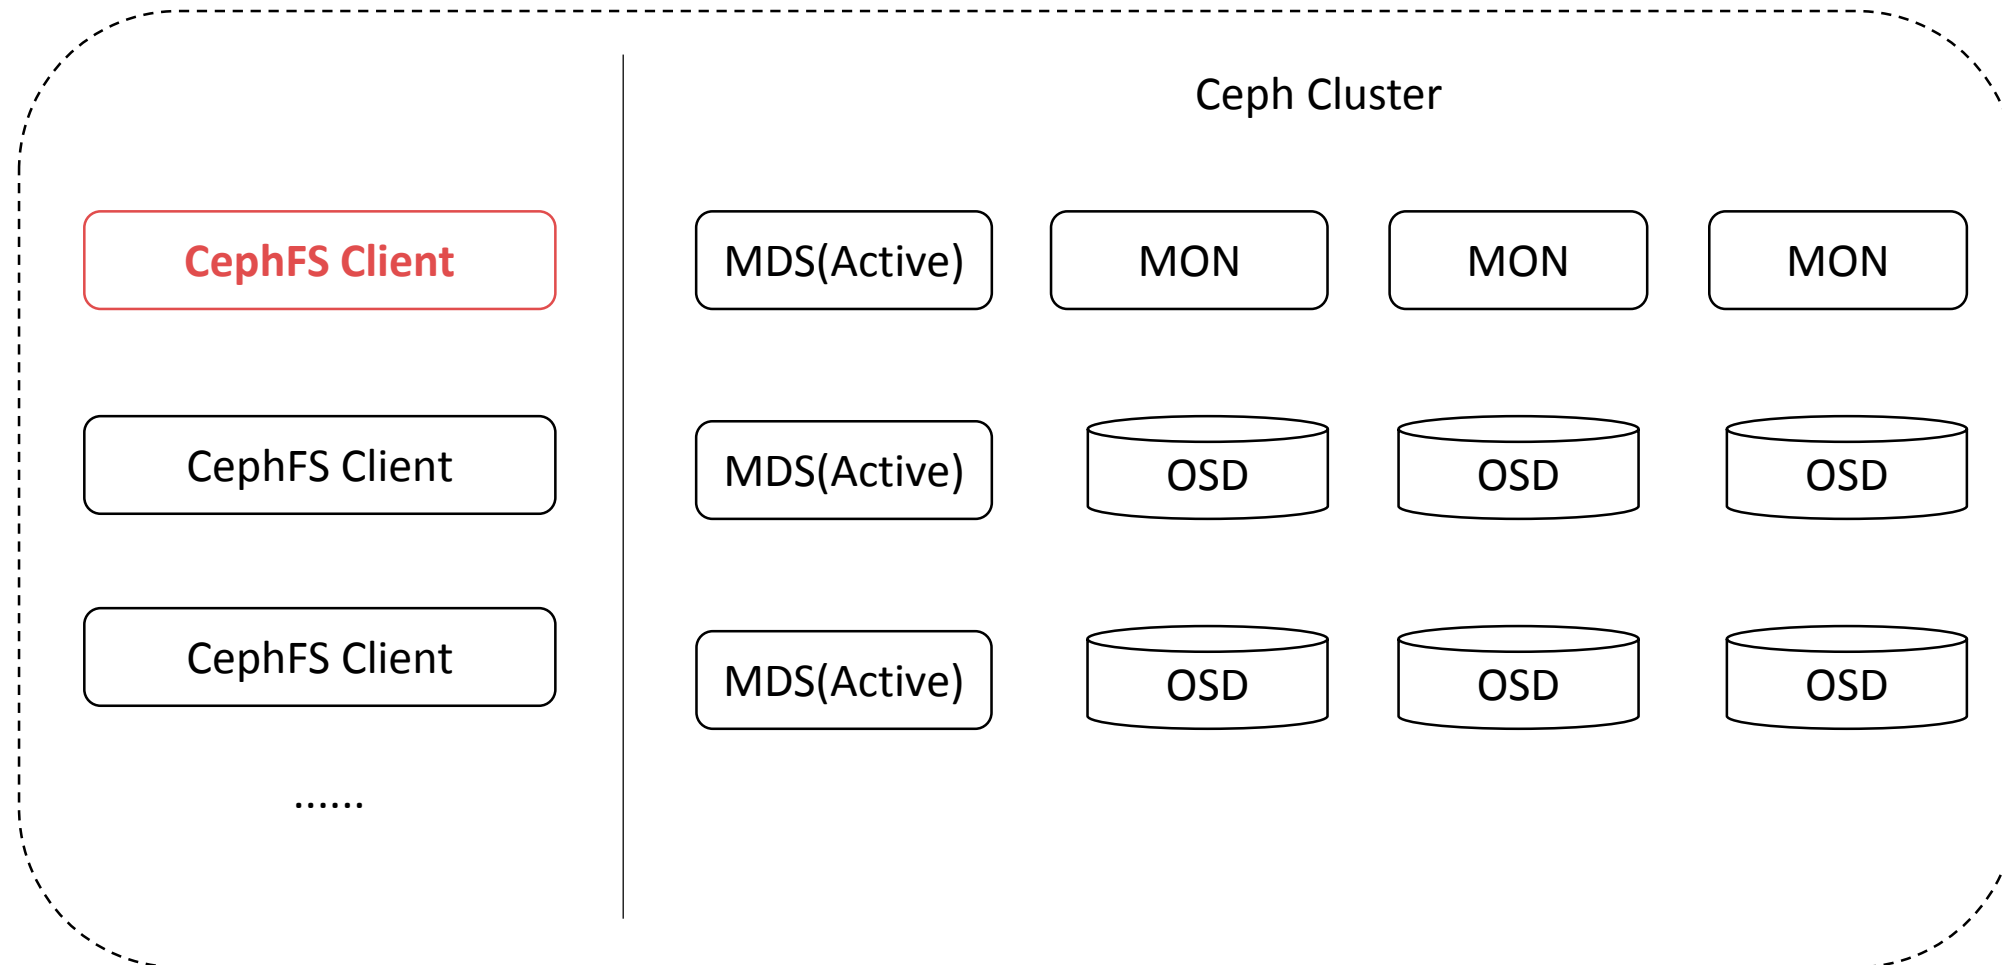 Ceph Cluster
CephFS Client
MDS(Active)
MON
MON
MON
CephFS Client
MDS(Active)
OSD
OSD
OSD
CephFS Client
MDS(Active)
OSD
OSD
OSD
......